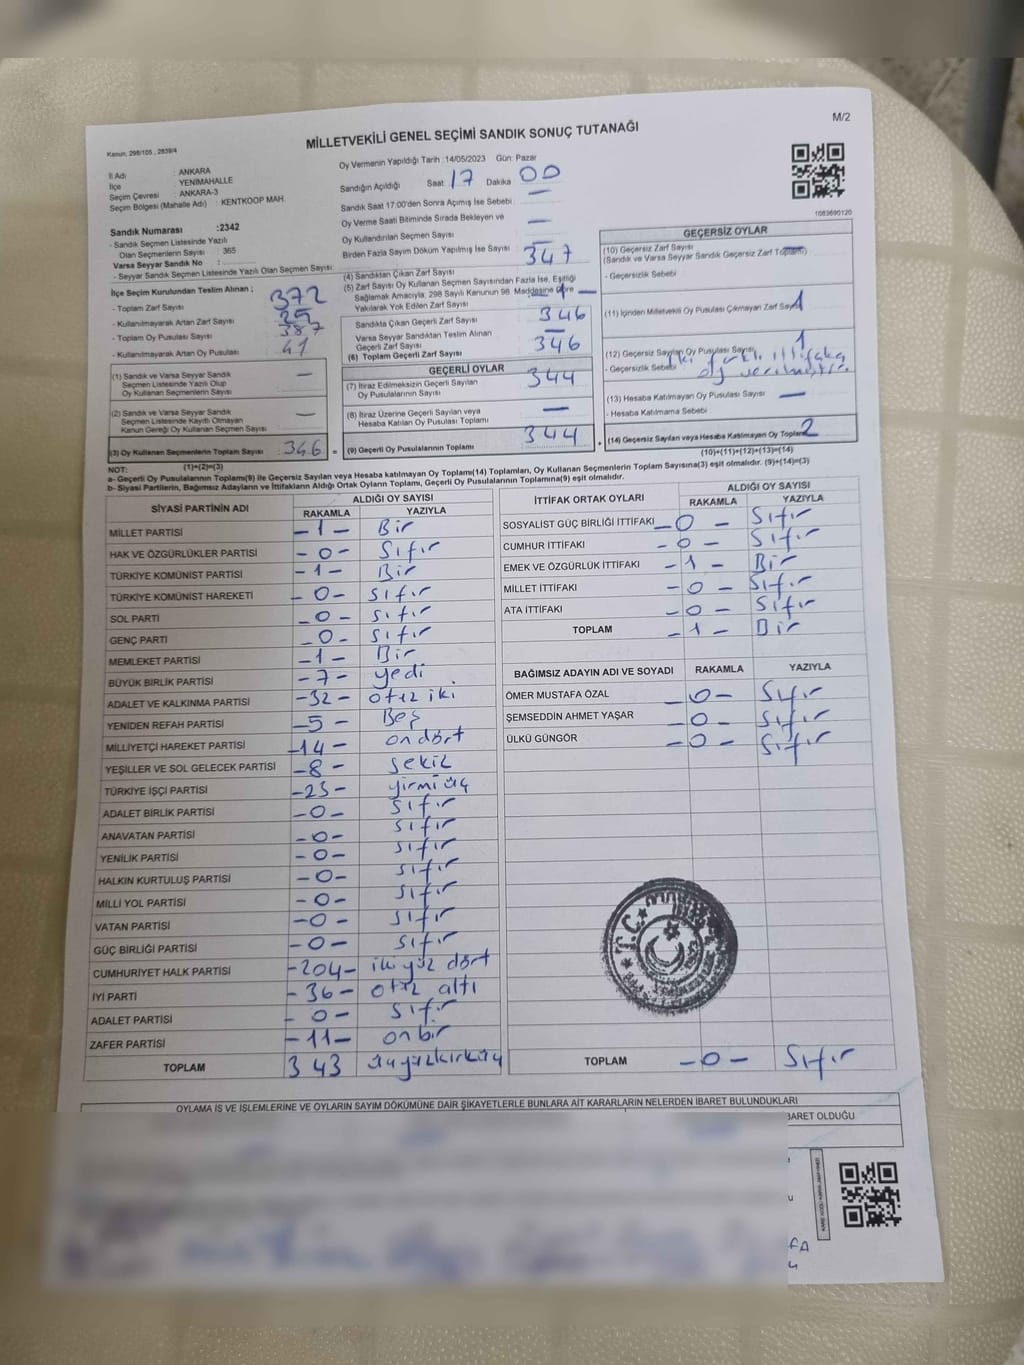 M/2
MİLLETVEKİLİ GENEL SEÇİMİ SANDIK SONUÇ TUTANAĞI
Kanun, 298/105, 2839/4
İl Adı : ANKARA
İlçe : YENİMAHALLE
Seçim Çevresi : ANKARA-3
Seçim Bölgesi (Mahalle Adı) : KENTKOOP MAH.
Oy Vermenin Yapıldığı Tarih :14/05/2023 Gün: Pazar
Sandığın Açıldığı Saat 17 Dakika 00
Sandık Saat 17:00'den Sonra Açılmış İse Sebebi
Oy Verme Saati Bitiminde Sırada Bekleyen ve
Oy Kullandırılan Seçmen Sayısı —
Birden Fazla Sayım Döküm Yapılmış İse Sayısı —
1083690120
Sandık Numarası :2342
- Sandık Seçmen Listesinde Yazılı
Olan Seçmenlerin Sayısı : 365
Varsa Seyyar Sandık No :
- Seyyar Sandık Seçmen Listesinde Yazılı Olan Seçmen Sayısı:
İlçe Seçim Kurulundan Teslim Alınan ;
- Toplam Zarf Sayısı 372
- Kullanılmayarak Artan Zarf Sayısı 25
- Toplam Oy Pusulası Sayısı 387
- Kullanılmayarak Artan Oy Pusulası 41
(1) Sandık ve Varsa Seyyar Sandık
Seçmen Listesinde Yazılı Olup
Oy Kullanan Seçmenlerin Sayısı —
(2) Sandık ve Varsa Seyyar Sandık
Seçmen Listesinde Kayıtlı Olmayan
Kanun Gereği Oy Kullanan Seçmen Sayısı —
(3) Oy Kullanan Seçmenlerin Toplam Sayısı 346
(1)+(2)=(3)
(4) Sandıktan Çıkan Zarf Sayısı 347
(5) Zarf Sayısı Oy Kullanan Seçmen Sayısından Fazla İse, Eşitliği
Sağlamak Amacıyla, 298 Sayılı Kanunun 98. Maddesine Göre
Yakılarak Yok Edilen Zarf Sayısı - 1 -
Sandıkta Çıkan Geçerli Zarf Sayısı 346
Varsa Seyyar Sandıktan Teslim Alınan
Geçerli Zarf Sayısı —
(6) Toplam Geçerli Zarf Sayısı 346
GEÇERLİ OYLAR
(7) İtiraz Edilmeksizin Geçerli Sayılan
Oy Pusulalarının Sayısı 344
(8) İtiraz Üzerine Geçerli Sayılan veya
Hesaba Katılan Oy Pusulaları Toplamı —
= (9) Geçerli Oy Pusulalarının Toplamı 344 +
GEÇERSİZ OYLAR
(10) Geçersiz Zarf Sayısı —
(Sandık ve Varsa Seyyar Sandık Geçersiz Zarf Toplamı)
- Geçersizlik Sebebi
(11) İçinden Milletvekili Oy Pusulası Çıkmayan Zarf Sayısı 1
(12) Geçersiz Sayılan Oy Pusulası Sayısı 1
- Geçersizlik Sebebi iki farklı ittifaka
oy verilmiştir.
(13) Hesaba Katılmayan Oy Pusulası Sayısı —
- Hesaba Katılmama Sebebi
(14) Geçersiz Sayılan veya Hesaba Katılmayan Oy Toplamı 2
(10)+(11)+(12)+(13)=(14)
NOT:
a- Geçerli Oy Pusulalarının Toplamı(9) ile Geçersiz Sayılan veya Hesaba katılmayan Oy Toplamı(14) Toplamları, Oy Kullanan Seçmenlerin Toplam Sayısına(3) eşit olmalıdır. (9)+(14)=(3)
b- Siyasi Partilerin, Bağımsız Adayların ve İttifakların Aldığı Ortak Oyların Toplamı, Geçerli Oy Pusulalarının Toplamına(9) eşit olmalıdır.
SİYASİ PARTİNİN ADI ALDIĞI OY SAYISI
RAKAMLA YAZIYLA
MİLLET PARTİSİ - 1 - Bir
HAK VE ÖZGÜRLÜKLER PARTİSİ - 0 - Sıfır
TÜRKİYE KOMÜNİST PARTİSİ - 1 - Bir
TÜRKİYE KOMÜNİST HAREKETİ - 0 - sıfır
SOL PARTİ - 0 - sıfır
GENÇ PARTİ - 0 - sıfır
MEMLEKET PARTİSİ - 1 - Bir
BÜYÜK BİRLİK PARTİSİ - 7 - yedi
ADALET VE KALKINMA PARTİSİ - 32 - otuz iki
YENİDEN REFAH PARTİSİ - 5 - Beş
MİLLİYETÇİ HAREKET PARTİSİ - 14 - on dört
YEŞİLLER VE SOL GELECEK PARTİSİ - 8 - sekiz
TÜRKİYE İŞÇİ PARTİSİ - 23 - yirmi üç
ADALET BİRLİK PARTİSİ - 0 - sıfır
ANAVATAN PARTİSİ - 0 - sıfır
YENİLİK PARTİSİ - 0 - sıfır
HALKIN KURTULUŞ PARTİSİ - 0 - sıfır
MİLLİ YOL PARTİSİ - 0 - sıfır
VATAN PARTİSİ - 0 - sıfır
GÜÇ BİRLİĞİ PARTİSİ - 0 - sıfır
CUMHURİYET HALK PARTİSİ - 204 - iki yüz dört
İYİ PARTİ - 36 - otuz altı
ADALET PARTİSİ - 0 - sıfır
ZAFER PARTİSİ - 11 - on bir
TOPLAM 343 üçyüzkırküç
İTTİFAK ORTAK OYLARI ALDIĞI OY SAYISI
RAKAMLA YAZIYLA
SOSYALİST GÜÇ BİRLİĞİ İTTİFAKI - 0 - Sıfır
CUMHUR İTTİFAKI - 0 - Sıfır
EMEK VE ÖZGÜRLÜK İTTİFAKI - 1 - Bir
MİLLET İTTİFAKI - 0 - Sıfır
ATA İTTİFAKI - 0 - Sıfır
TOPLAM - 1 - Bir
BAĞIMSIZ ADAYIN ADI VE SOYADI RAKAMLA YAZIYLA
ÖMER MUSTAFA ÖZAL - 0 - Sıfır
ŞEMSEDDİN AHMET YAŞAR - 0 - Sıfır
ÜLKÜ GÜNGÖR - 0 - Sıfır
T.C.
TOPLAM - 0 - Sıfır
OYLAMA İŞ VE İŞLEMLERİNE VE OYLARIN SAYIM DÖKÜMÜNE DAİR ŞİKAYETLERLE BUNLARA AİT KARARLARIN NELERDEN İBARET BULUNDUKLARI
BARET OLDUĞU